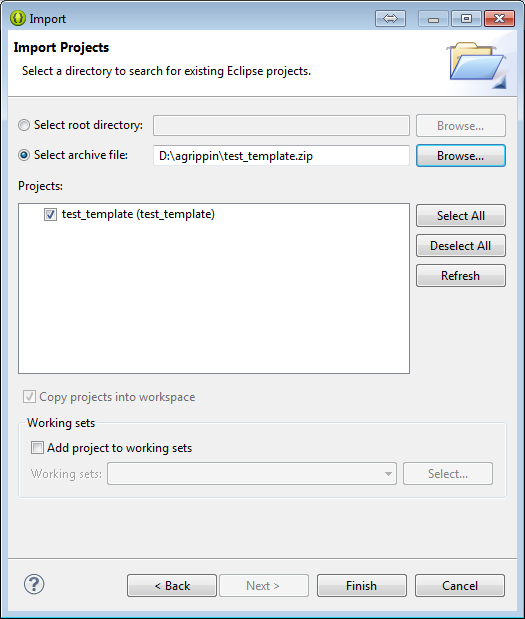 Import
Import Projects
Select a directory to search for existing Eclipse projects.
Select root directory:
Browse...
Select archive file:
D:\agrippin\test_template.zip
Browse...
Projects:
test_template (test_template)
Select All
Deselect All
Refresh
Copy projects into workspace
Working sets
Add project to working sets
Working sets:
Select...
?
< Back
Next >
Finish
Cancel